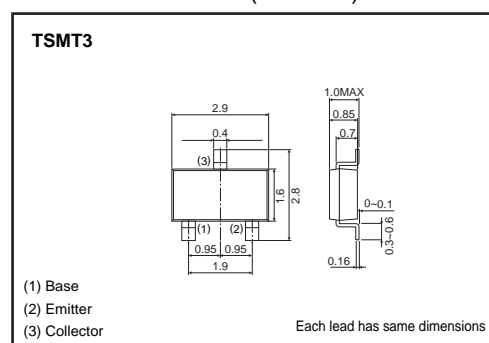 TSMT3
1.0MAX
2.9
0.85
0.4
0.7
(3)
1.6
2.8
0~0.1
(1)
(2)
0.3~0.6
0.95
0.95
0.16
1.9
(1) Base
(2) Emitter
(3) Collector
Each lead has same dimensions